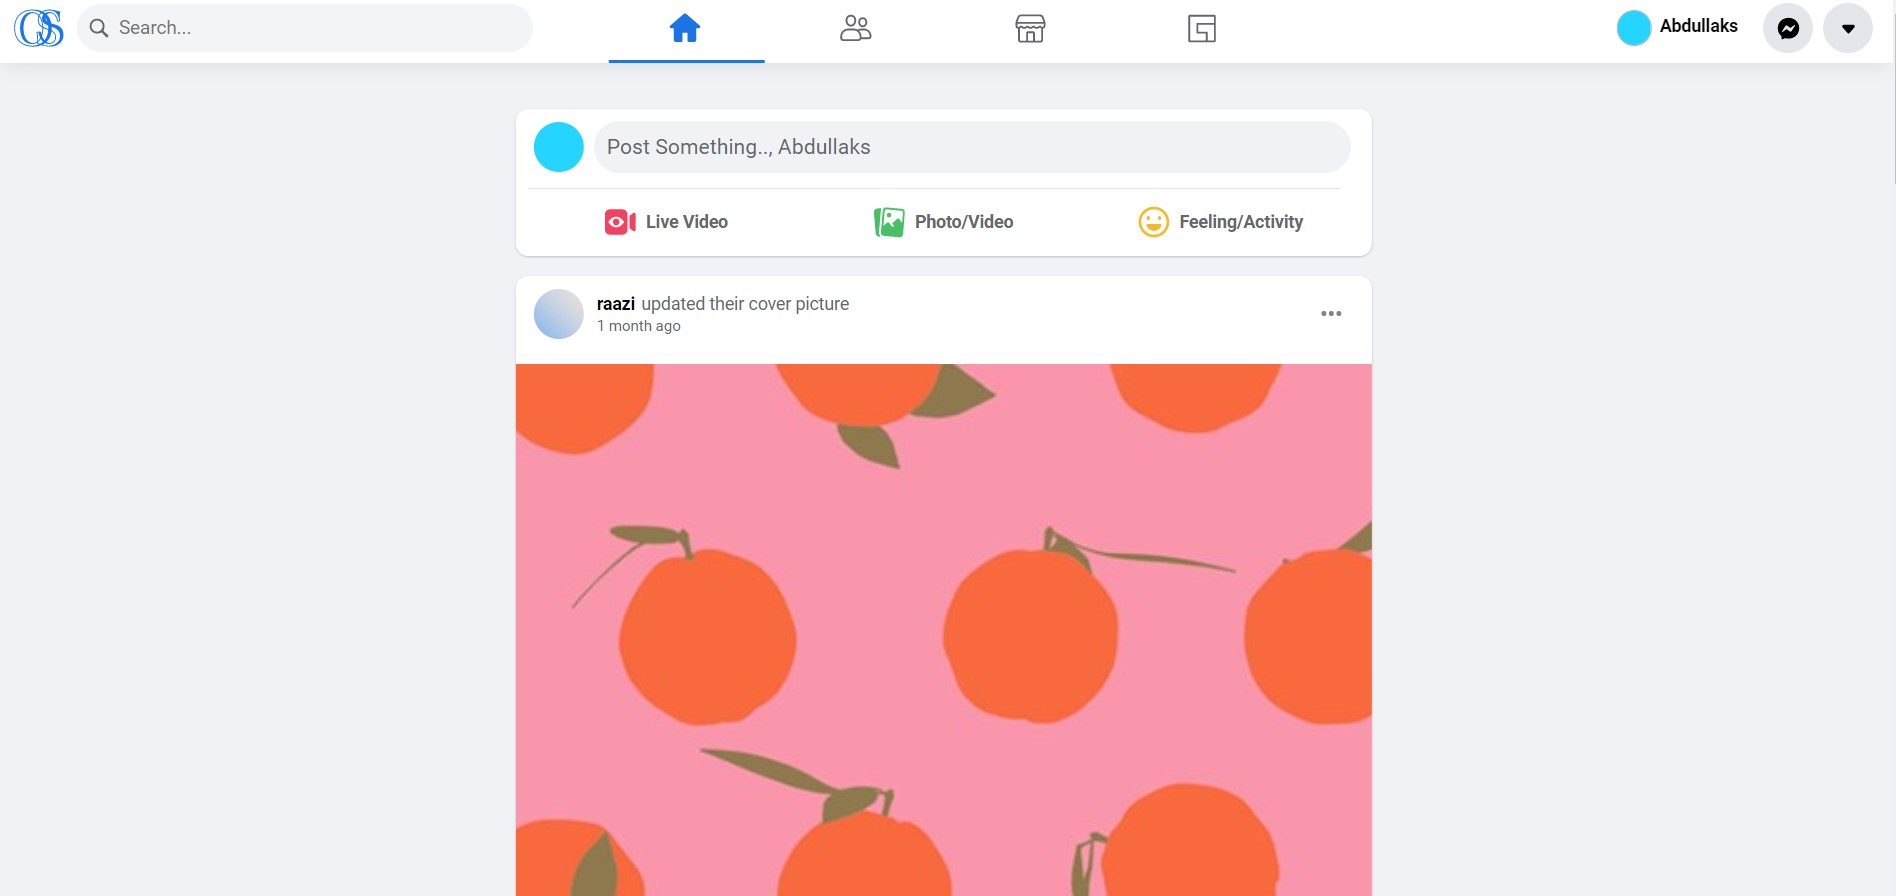 Search...
Abdullaks
Post Something.., Abdullaks
Live Video
Photo/Video
Feeling/Activity
raazi updated their cover picture
1 month ago